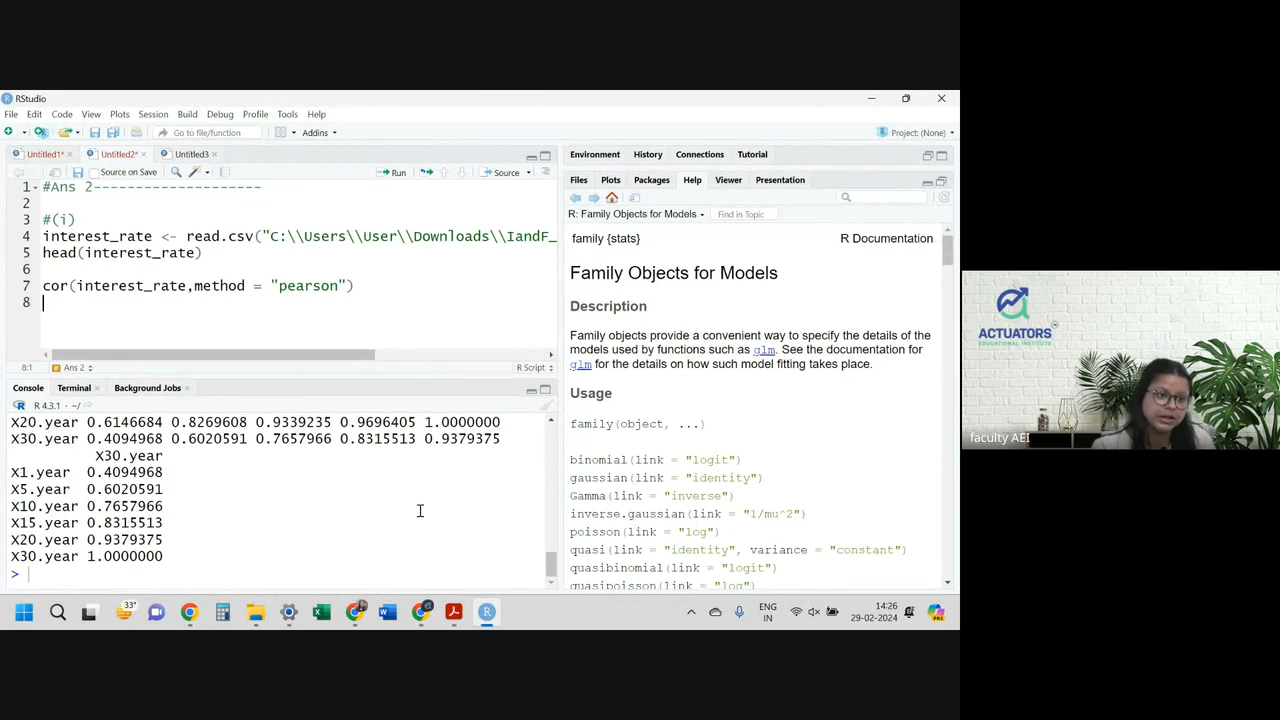 RStudio
File Edit Code View Plots Session Build Debug Profile Tools Help
Go to file/function Addins Project: (None)
Untitled1* Untitled2* Untitled3
Source on Save Run Source
1 #Ans 2--------------------
2
3 #(i)
4 interest_rate <- read.csv("C:\\Users\\User\\Downloads\\IandF_
5 head(interest_rate)
6
7 cor(interest_rate,method = "pearson")
8
8:1 Ans 2 R Script
Console Terminal Background Jobs
R 4.3.1 · ~/
X20.year 0.6146684 0.8269608 0.9339235 0.9696405 1.0000000
X30.year 0.4094968 0.6020591 0.7657966 0.8315513 0.9379375
X30.year
X1.year 0.4094968
X5.year 0.6020591
X10.year 0.7657966
X15.year 0.8315513
X20.year 0.9379375
X30.year 1.0000000
>
Environment History Connections Tutorial
Files Plots Packages Help Viewer Presentation
R: Family Objects for Models Find in Topic
family {stats} R Documentation
Family Objects for Models
Description
Family objects provide a convenient way to specify the details of the
models used by functions such as glm. See the documentation for
glm for the details on how such model fitting takes place.
Usage
family(object, ...)
binomial(link = "logit")
gaussian(link = "identity")
Gamma(link = "inverse")
inverse.gaussian(link = "1/mu^2")
poisson(link = "log")
quasi(link = "identity", variance = "constant")
quasibinomial(link = "logit")
quasipoisson(link = "log")
33°
ENG
IN
14:26
29-02-2024
ACTUATORS
EDUCATIONAL INSTITUTE
faculty AEI